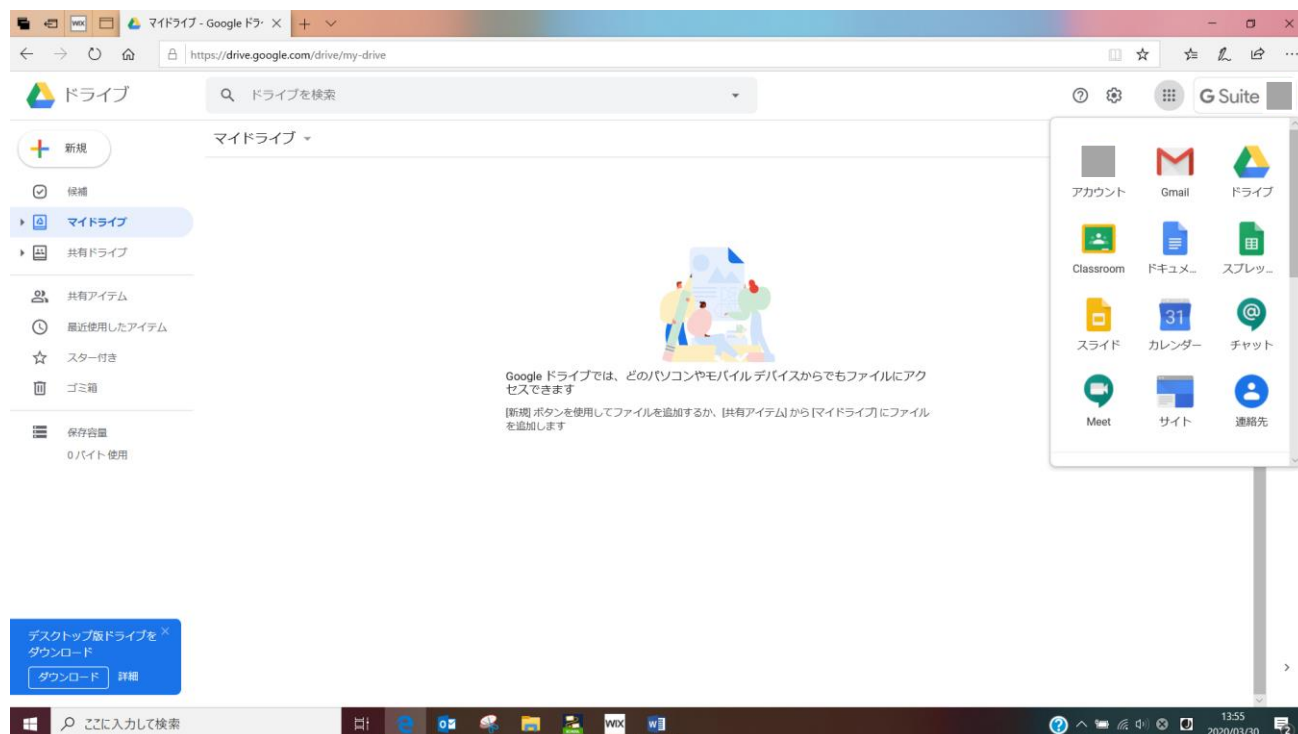 WIX マイドライブ - Google ドラ
https://drive.google.com/drive/my-drive
ドライブ
ドライブを検索
G Suite
新規
マイドライブ
候補
マイドライブ
共有ドライブ
共有アイテム
最近使用したアイテム
スター付き
ゴミ箱
保存容量
0 バイト 使用
Google ドライブでは、どのパソコンやモバイル デバイスからでもファイルにアク
セスできます
[新規] ボタンを使用してファイルを追加するか、[共有アイテム] から [マイドライブ] にファイル
を追加します
アカウント Gmail ドライブ
Classroom ドキュメ... スプレッ...
31
スライド カレンダー チャット
Meet サイト 連絡先
デスクトップ版ドライブを
ダウンロード
ダウンロード 詳細
ここに入力して検索
WIX
13:55
2020/03/30
2